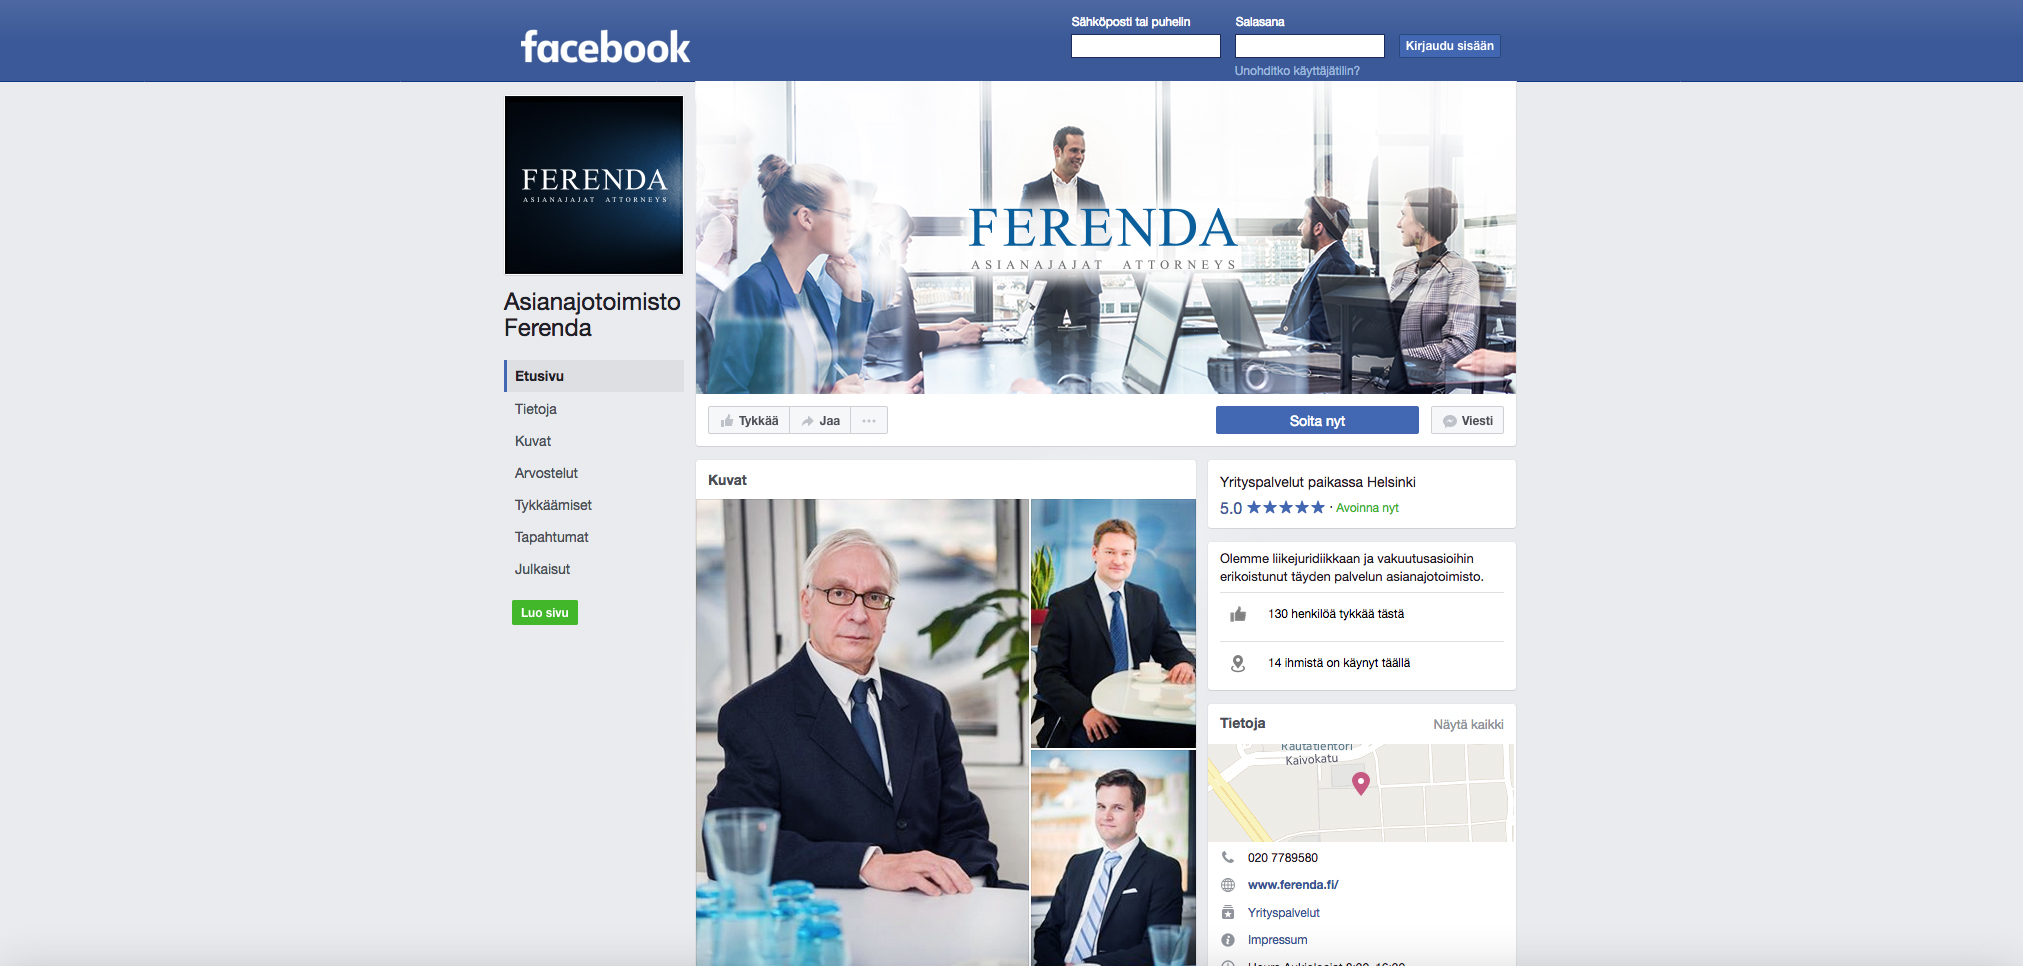 facebook
Sähköposti tai puhelin
Salasana
Kirjaudu sisään
Unohditko käyttäjätilin?
FERENDA
ASIANAJAJAT ATTORNEYS
Asianajotoimisto
Ferenda
Etusivu
Tietoja
Kuvat
Arvostelut
Tykkäämiset
Tapahtumat
Julkaisut
Luo sivu
FERENDA
ASIANAJAJAT ATTORNEYS
Tykkää
Jaa
Soita nyt
Viesti
Kuvat
Yrityspalvelut paikassa Helsinki
5.0 ★★★★★ · Avoinna nyt
Olemme liikejuridiikkaan ja vakuutusasioihin
erikoistunut täyden palvelun asianajotoimisto.
130 henkilöä tykkää tästä
14 ihmistä on käynyt täällä
Tietoja
Näytä kaikki
Rautatientori
Kaivokatu
020 7789580
www.ferenda.fi/
Yrityspalvelut
Impressum